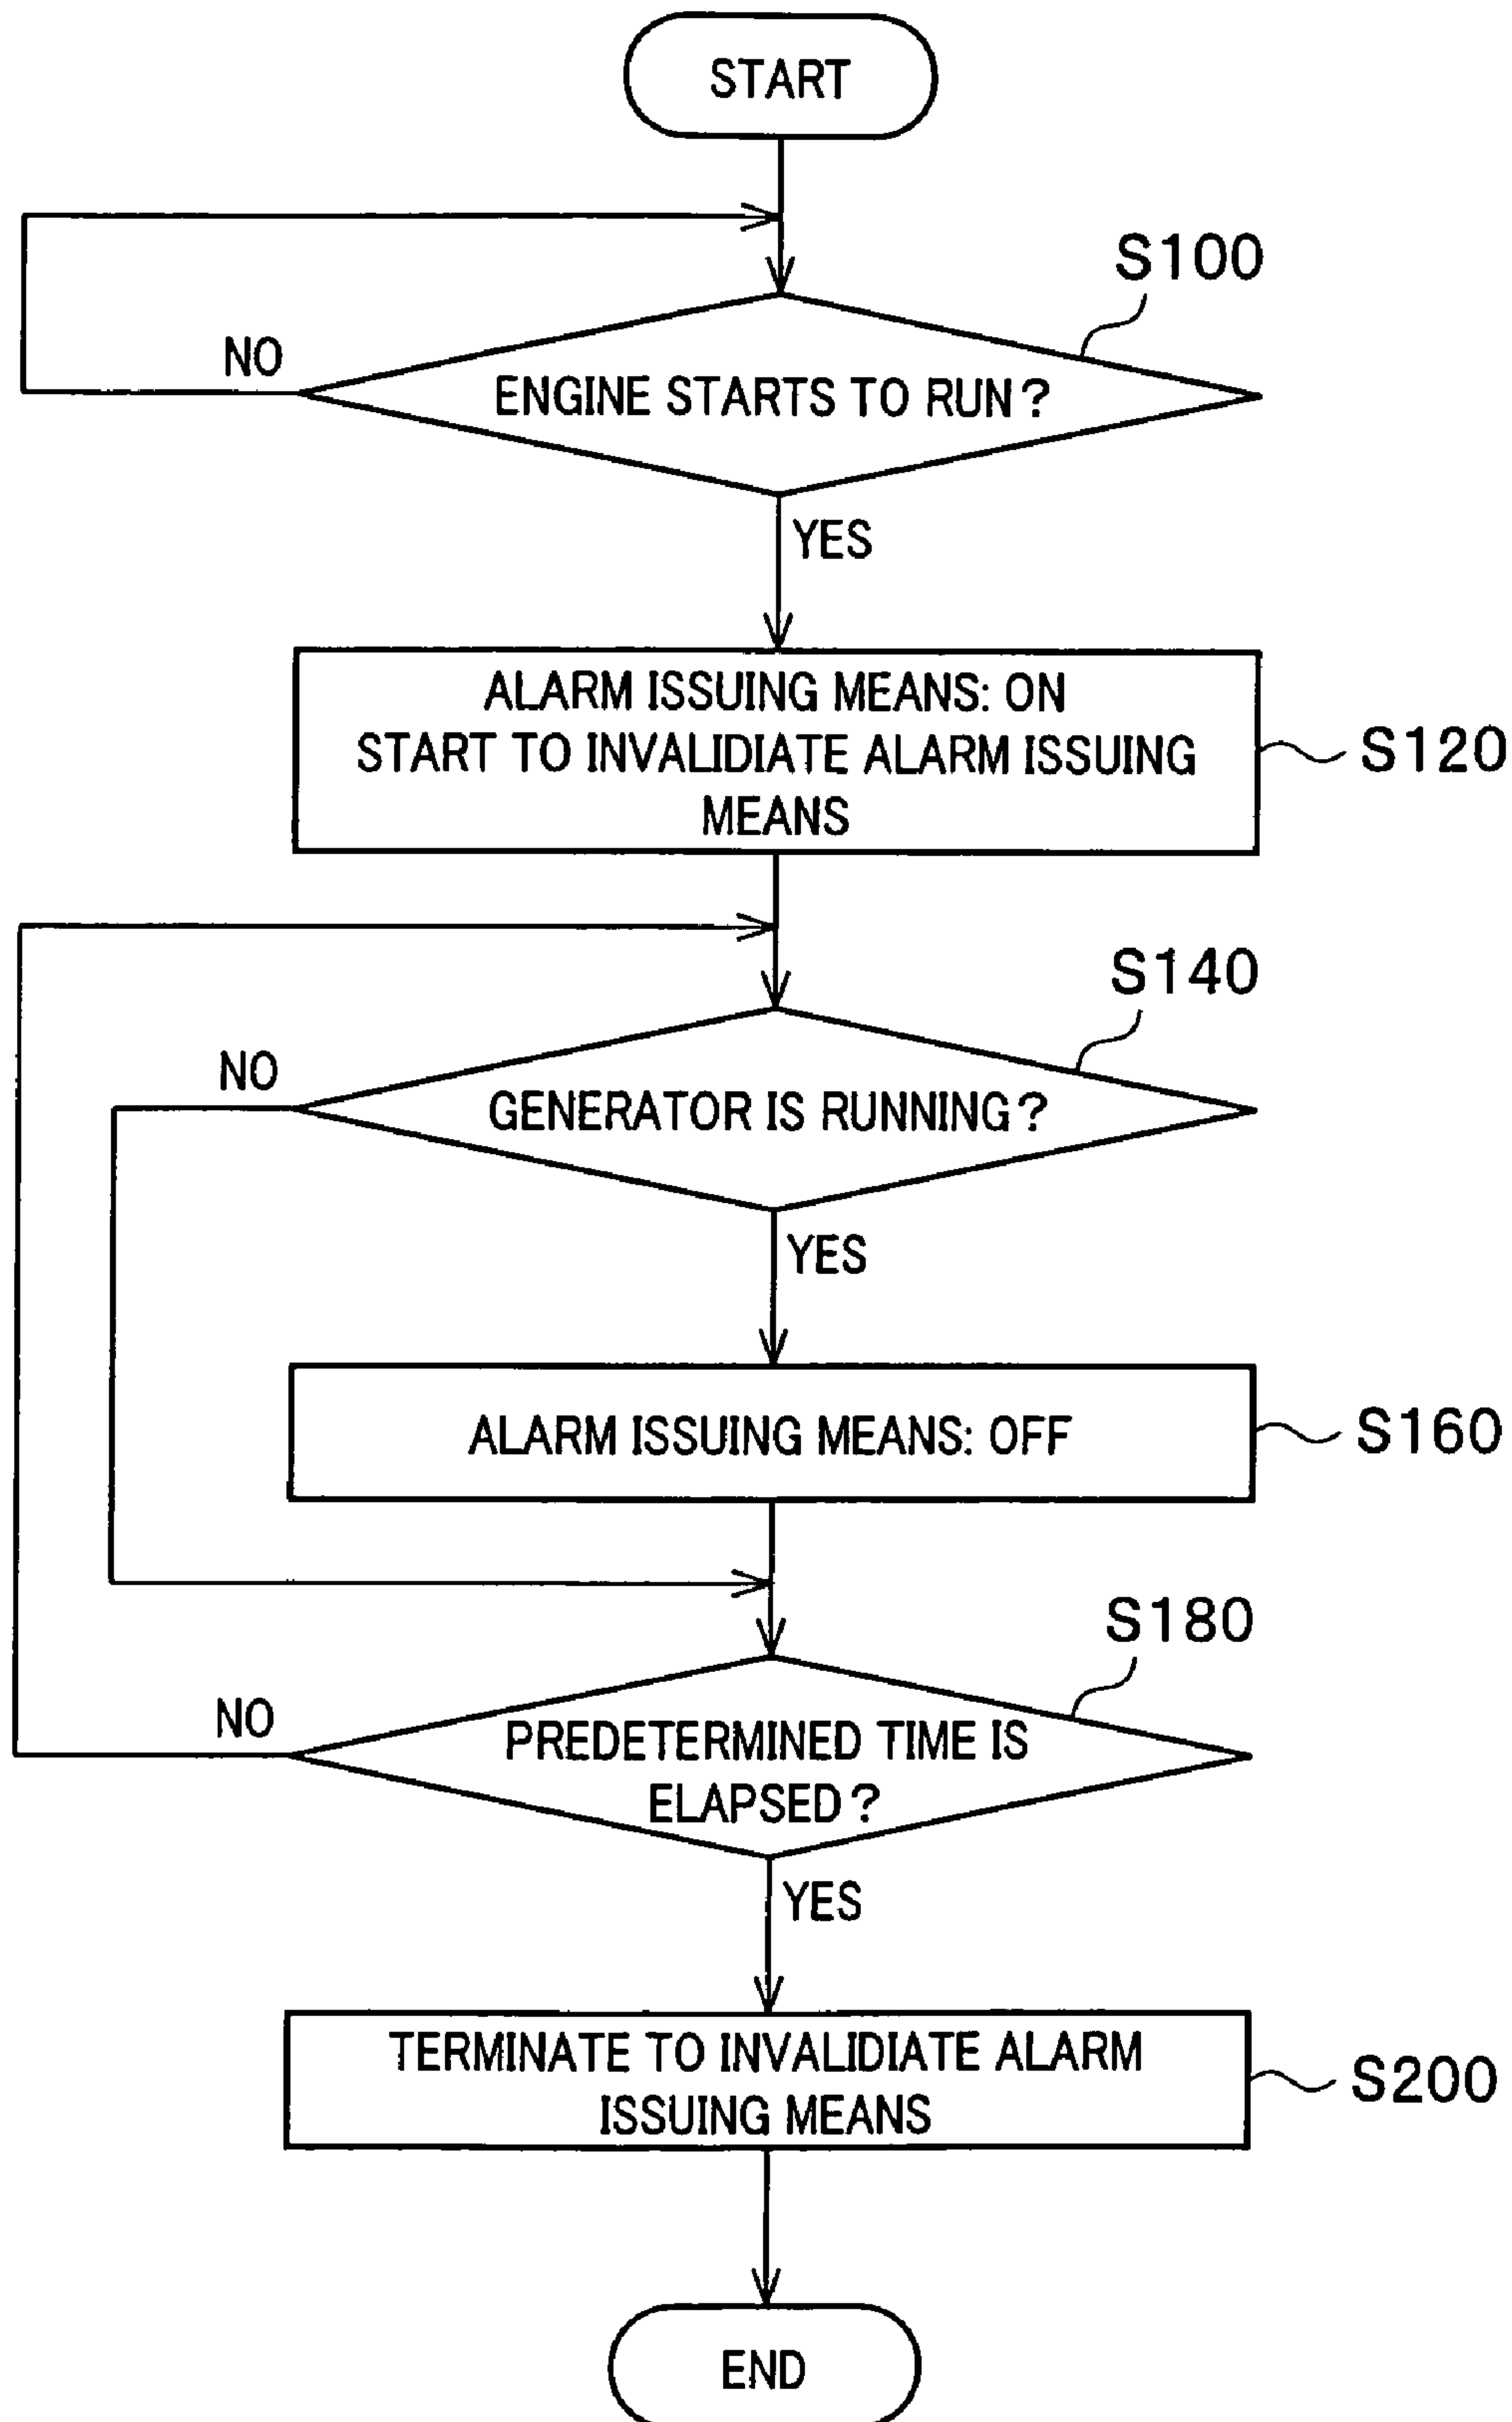 START
S100
NO
ENGINE STARTS TO RUN?
YES
ALARM ISSUING MEANS: ON
START TO INVALIDIATE ALARM ISSUING
MEANS
S120
S140
NO
GENERATOR IS RUNNING?
YES
ALARM ISSUING MEANS: OFF
S160
S180
NO
PREDETERMINED TIME IS
ELAPSED?
YES
TERMINATE TO INVALIDIATE ALARM
ISSUING MEANS
S200
END